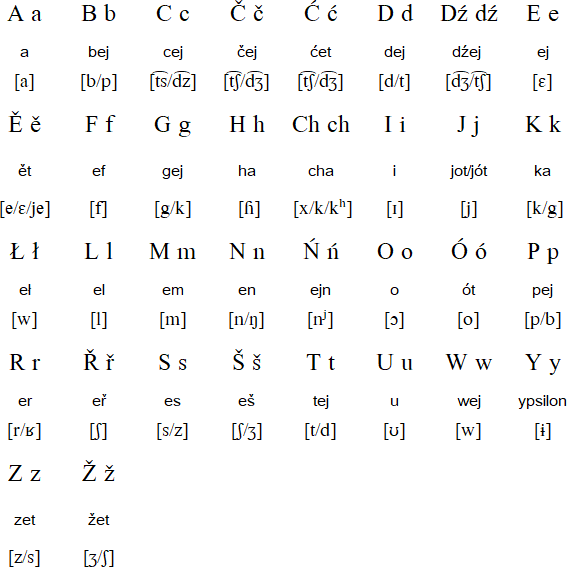 A a B b C c Č č Ć ć D d Dź dź E e
a bej cej čej ćet dej dźej ej
[a] [b/p] [t͡s/d͡z] [t͡ʃ/d͡ʒ] [t͡ʃ/d͡ʒ] [d/t] [d͡ʒ/t͡ʃ] [ɛ]
Ě ě F f G g H h Ch ch I i J j K k
ět ef gej ha cha i jot/jót ka
[e/ɛ/je] [f] [g/k] [ɦ] [x/k/kʰ] [ɪ] [j] [k/g]
Ł ł L l M m N n Ń ń O o Ó ó P p
eł el em en ejn o ót pej
[w] [l] [m] [n/ŋ] [nʲ] [ɔ] [o] [p/b]
R r Ř ř S s Š š T t U u W w Y y
er eř es eš tej u wej ypsilon
[r/ʁ] [ʃ] [s/z] [ʃ/ʒ] [t/d] [ʊ] [w] [ɨ]
Z z Ž ž
zet žet
[z/s] [ʒ/ʃ]